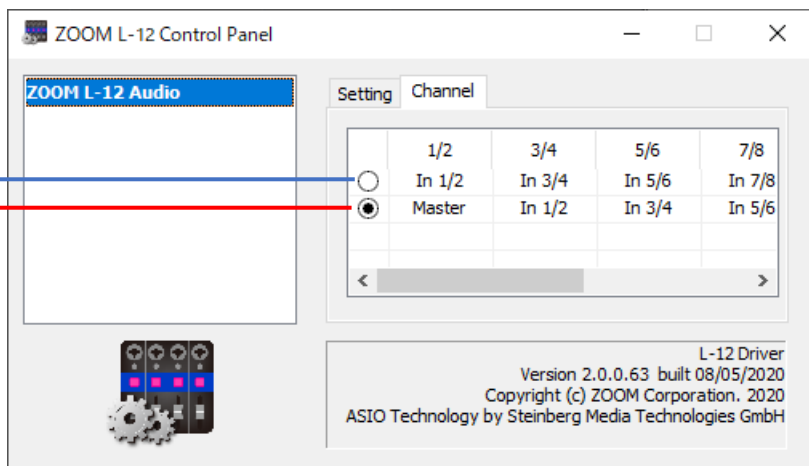 ZOOM L-12 Control Panel
ZOOM L-12 Audio
Setting Channel
1/2 3/4 5/6 7/8
In 1/2 In 3/4 In 5/6 In 7/8
Master In 1/2 In 3/4 In 5/6
L-12 Driver
Version 2.0.0.63 built 08/05/2020
Copyright (c) ZOOM Corporation. 2020
ASIO Technology by Steinberg Media Technologies GmbH